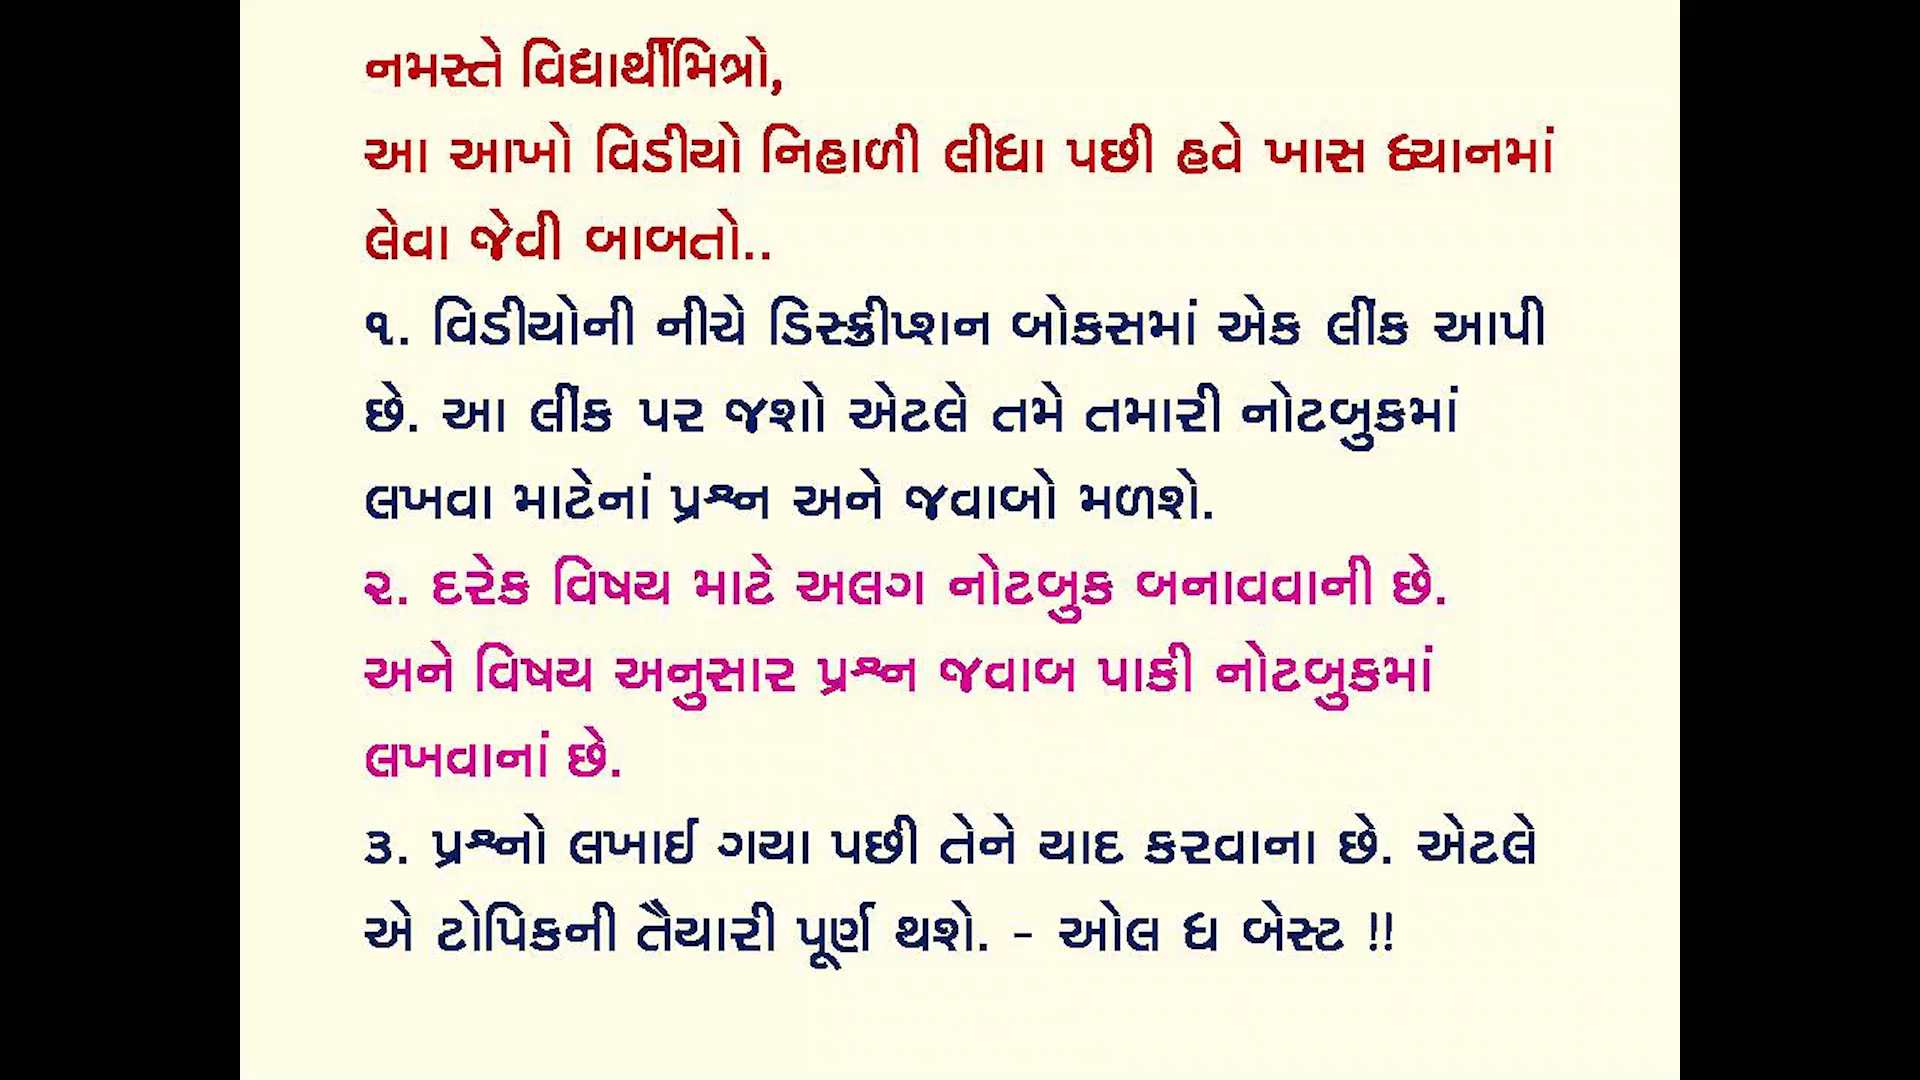 નમસ્તે વિદ્યાર્થીમિત્રો,
આ આખો વિડીયો નિહાળી લીધા પછી હવે ખાસ ધ્યાનમાં
લેવા જેવી બાબતો..
૧. વિડીયોની નીચે ડિસ્ક્રીપ્શન બોકસમાં એક લીંક આપી
છે. આ લીંક પર જશો એટલે તમે તમારી નોટબુકમાં
લખવા માટેનાં પ્રશ્ન અને જવાબો મળશે.
૨. દરેક વિષય માટે અલગ નોટબુક બનાવવાની છે.
અને વિષય અનુસાર પ્રશ્ન જવાબ પાકી નોટબુકમાં
લખવાનાં છે.
૩. પ્રશ્નો લખાઈ ગયા પછી તેને યાદ કરવાના છે. એટલે
એ ટોપિકની તૈયારી પૂર્ણ થશે. - ઓલ ધ બેસ્ટ !!